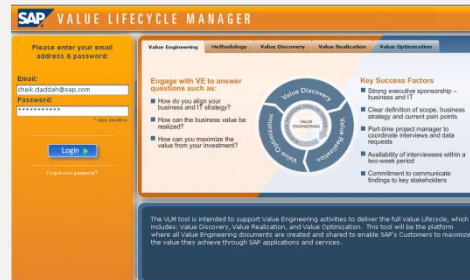 SAP VALUE LIFECYCLE MANAGER
Please enter your email
address & password:
Email:
cheik.daddah@sap.com
Password:
***********
* case sensitive
Login
Forgot your password?
Value Engineering Methodology Value Discovery Value Realization Value Optimization
Engage with VE to answer
questions such as:
How do you align your
business and IT strategy?
How can the business value be
realized?
How can you maximize the
value from your investment?
Value Discovery
Value Realization
Value Optimization
VALUE
ENGINEERING
Key Success Factors
Strong executive sponsorship –
business and IT
Clear definition of scope, business
strategy and current pain points
Part-time project manager to
coordinate interviews and data
requests
Availability of interviewees within a
two-week period
Commitment to communicate
findings to key stakeholders
The VLM tool is intended to support Value Engineering activities to deliver the full Value Lifecycle, which
includes: Value Discovery, Value Realization, and Value Optimization. This tool will be the platform
where all Value Engineering documents are created and shared to enable SAP's Customers to maximize
the value they achieve through SAP applications and services.